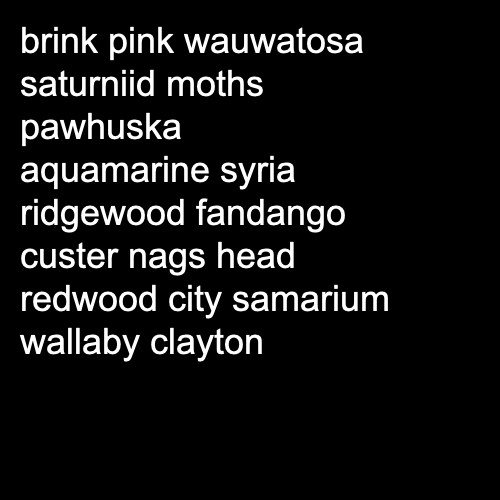 brink pink wauwatosa
saturniid moths
pawhuska
aquamarine syria
ridgewood fandango
custer nags head
redwood city samarium
wallaby clayton